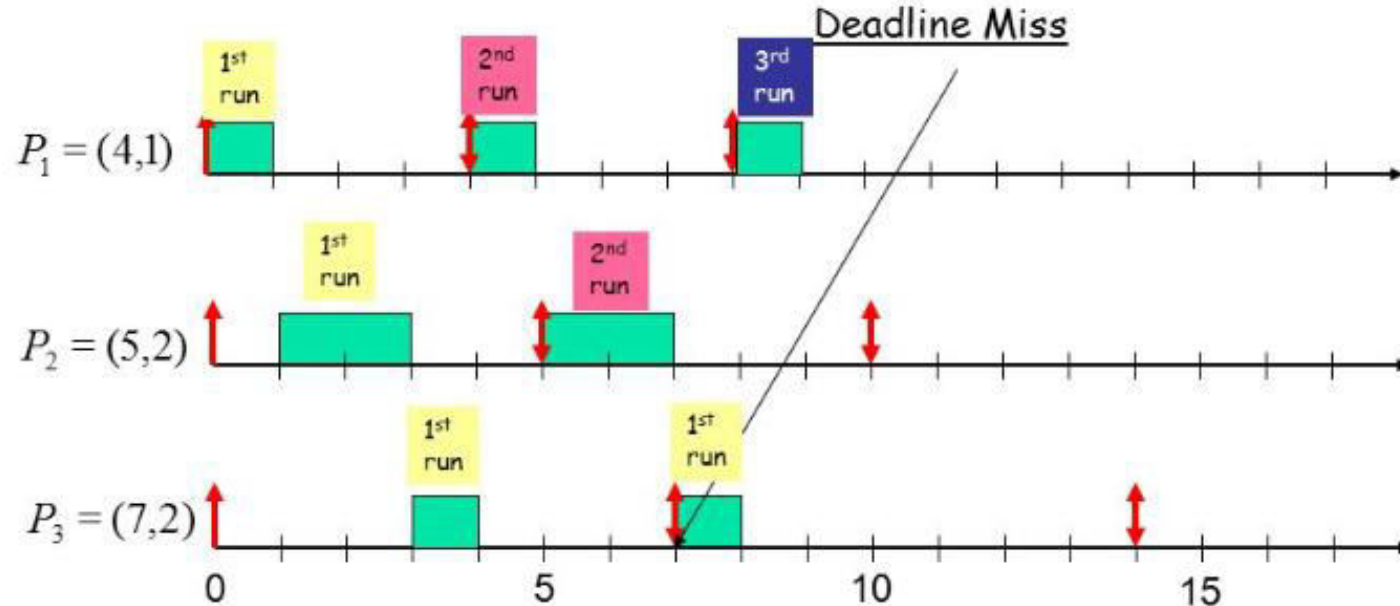 Deadline Miss
1st
run
2nd
run
3rd
run
P1 = (4,1)
1st
run
2nd
run
P2 = (5,2)
1st
run
1st
run
P3 = (7,2)
0 5 10 15